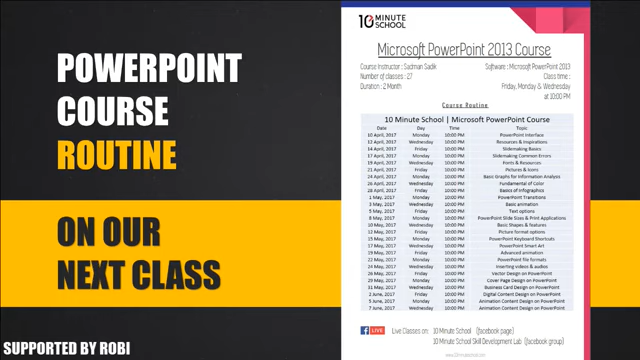 POWERPOINT
COURSE
ROUTINE
ON OUR
NEXT CLASS
SUPPORTED BY ROBI
10 MINUTE
SCHOOL
Microsoft PowerPoint 2013 Course
Course Instructor : Sadman Sadik Software : Microsoft PowerPoint 2013
Number of classes : 27 Class time :
Duration : 2 Month Friday, Monday & Wednesday
at 10:00 PM
Course Routine
10 Minute School | Microsoft PowerPoint Course
Date Day Time Topic
10 April, 2017 Monday 10:00 PM PowerPoint Interface
12 April, 2017 Wednesday 10:00 PM Resources & Inspirations
14 April, 2017 Friday 10:00 PM Slidemaking Basics
17 April, 2017 Monday 10:00 PM Slidemaking Common Errors
19 April, 2017 Wednesday 10:00 PM Fonts & Resources
21 April, 2017 Friday 10:00 PM Pictures & Icons
24 April, 2017 Monday 10:00 PM Basic Graphs for Information Analysis
26 April, 2017 Wednesday 10:00 PM Fundamental of Color
28 April, 2017 Friday 10:00 PM Basics of Infographics
1 May, 2017 Monday 10:00 PM PowerPoint Transitions
3 May, 2017 Wednesday 10:00 PM Basic animation
5 May, 2017 Friday 10:00 PM Text options
8 May, 2017 Monday 10:00 PM PowerPoint Slide Sizes & Print Applications
10 May, 2017 Wednesday 10:00 PM Basic Shapes & features
12 May, 2017 Friday 10:00 PM Picture format options
15 May, 2017 Monday 10:00 PM PowerPoint Keyboard Shortcuts
17 May, 2017 Wednesday 10:00 PM PowerPoint Smart Art
19 May, 2017 Friday 10:00 PM Advanced animation
22 May, 2017 Monday 10:00 PM PowerPoint file formats
24 May, 2017 Wednesday 10:00 PM Inserting videos & audios
26 May, 2017 Friday 10:00 PM Vector Design on PowerPoint
29 May, 2017 Monday 10:00 PM Cover Page Design on PowerPoint
31 May, 2017 Wednesday 10:00 PM Business Card Design on PowerPoint
2 June, 2017 Friday 10:00 PM Digital Content Design on PowerPoint
5 June, 2017 Monday 10:00 PM Animation Content Design on PowerPoint
7 June, 2017 Wednesday 10:00 PM Animation Content Design on PowerPoint
f LIVE Live Classes on: 10 Minute School (facebook page)
10 Minute School Skill Development Lab (facebook group)
www.10minuteschool.com